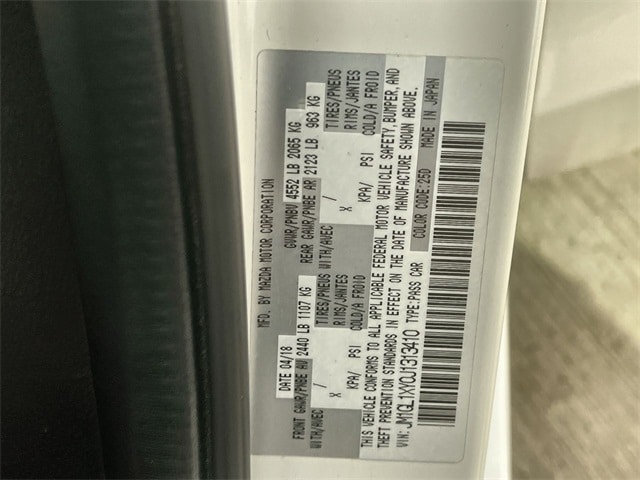 MFD. BY MAZDA MOTOR CORPORATION
DATE 04/18 GVWR/PNBV 4552 LB 2065 KG
FRONT GAWR/PNBE AV 2440 LB 1107 KG REAR GAWR/PNBE AR 2123 LB 963 KG
WITH/AVEC TIRES/PNEUS WITH/AVEC TIRES/PNEUS
/ RIMS/JANTES / RIMS/JANTES
X KPA/ PSI COLD/A FROID X KPA/ PSI COLD/A FROID
THIS VEHICLE CONFORMS TO ALL APPLICABLE FEDERAL MOTOR VEHICLE SAFETY, BUMPER, AND
THEFT PREVENTION STANDARDS IN EFFECT ON THE DATE OF MANUFACTURE SHOWN ABOVE.
VIN: JM1GL1XY0J1313410 TYPE:PASS CAR COLOR CODE:25D MADE IN JAPAN